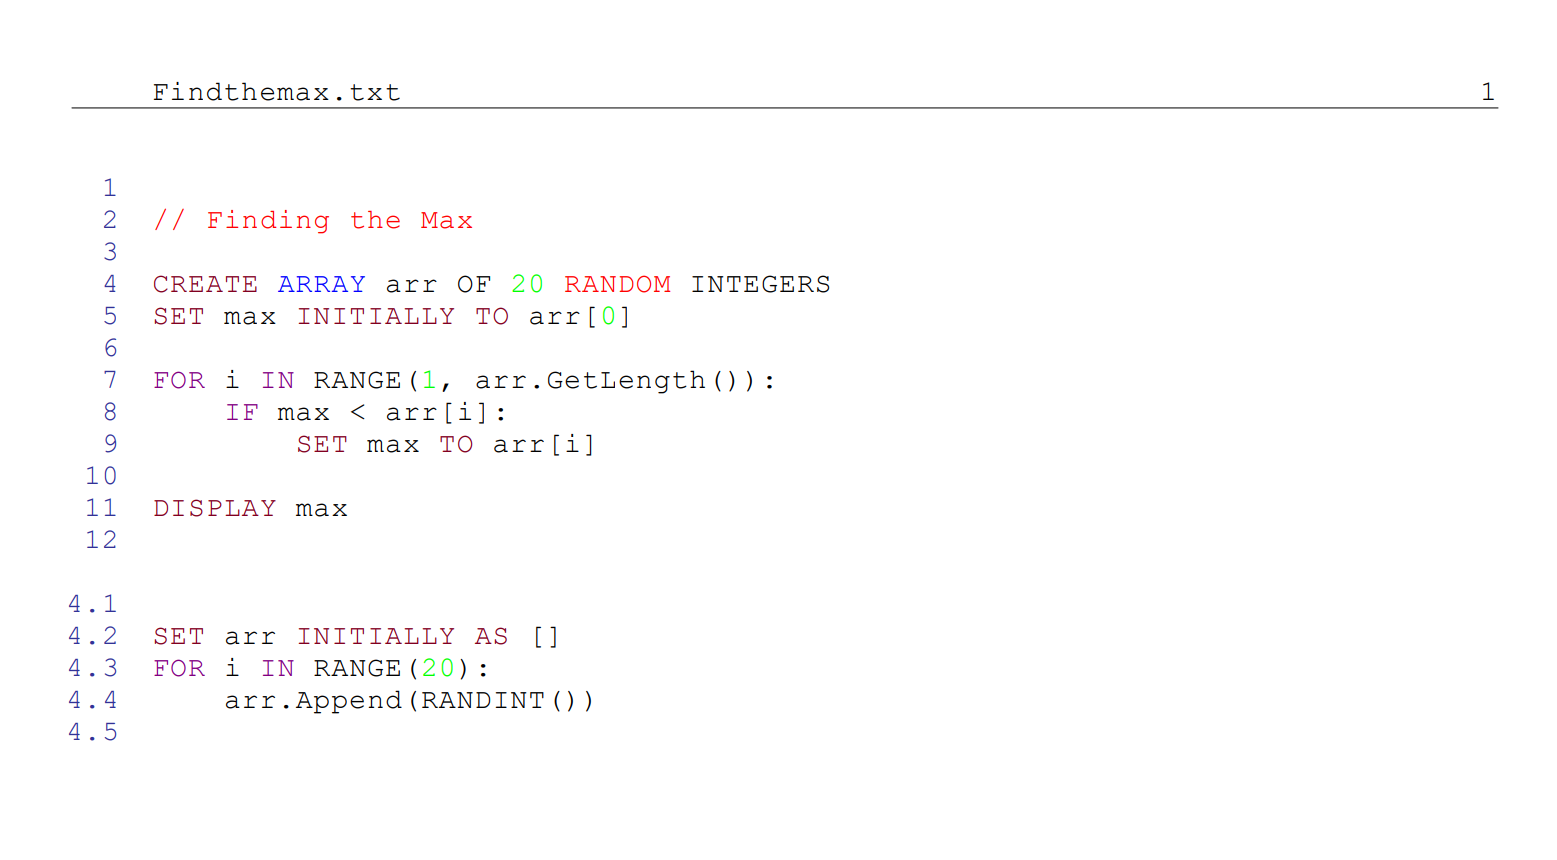 Findthemax.txt 1
1
2 // Finding the Max
3
4 CREATE ARRAY arr OF 20 RANDOM INTEGERS
5 SET max INITIALLY TO arr[0]
6
7 FOR i IN RANGE(1, arr.GetLength()):
8     IF max < arr[i]:
9         SET max TO arr[i]
10
11 DISPLAY max
12
4.1
4.2 SET arr INITIALLY AS []
4.3 FOR i IN RANGE(20):
4.4     arr.Append(RANDINT())
4.5